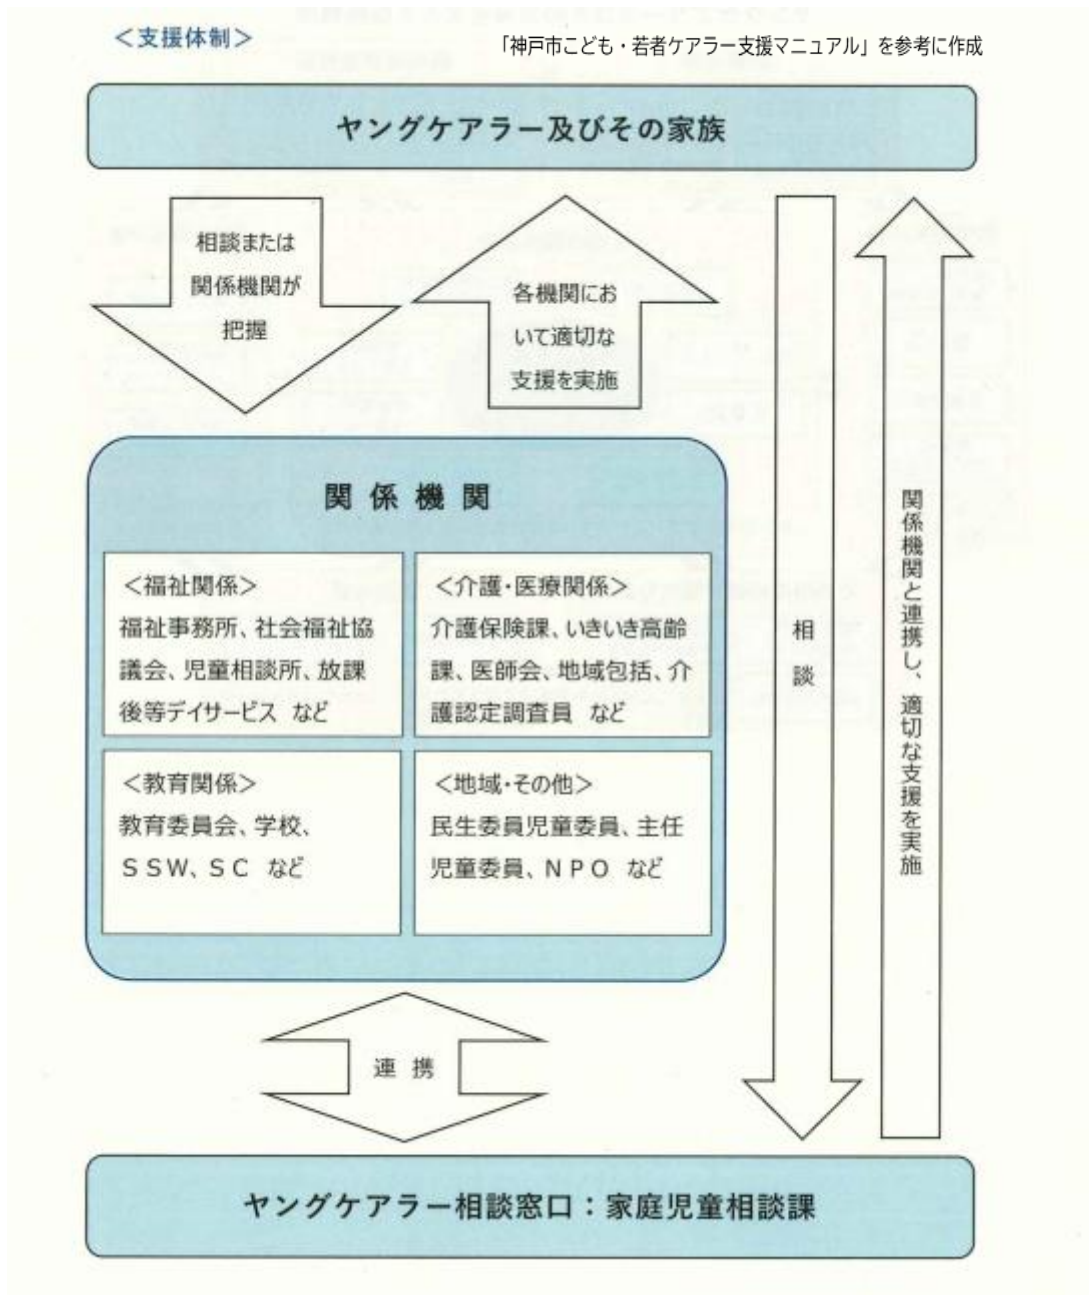 ＜支援体制＞
「神戸市こども・若者ケアラー支援マニュアル」を参考に作成
ヤングケアラー及びその家族
相談または
関係機関が
把握
各機関にお
いて適切な
支援を実施
関係機関
＜福祉関係＞
福祉事務所、社会福祉協
議会、児童相談所、放課
後等デイサービス など
＜介護・医療関係＞
介護保険課、いきいき高齢
課、医師会、地域包括、介
護認定調査員 など
＜教育関係＞
教育委員会、学校、
ＳＳＷ、ＳＣ など
＜地域・その他＞
民生委員児童委員、主任
児童委員、ＮＰＯ など
相談
関係機関と連携し、適切な支援を実施
連携
ヤングケアラー相談窓口：家庭児童相談課